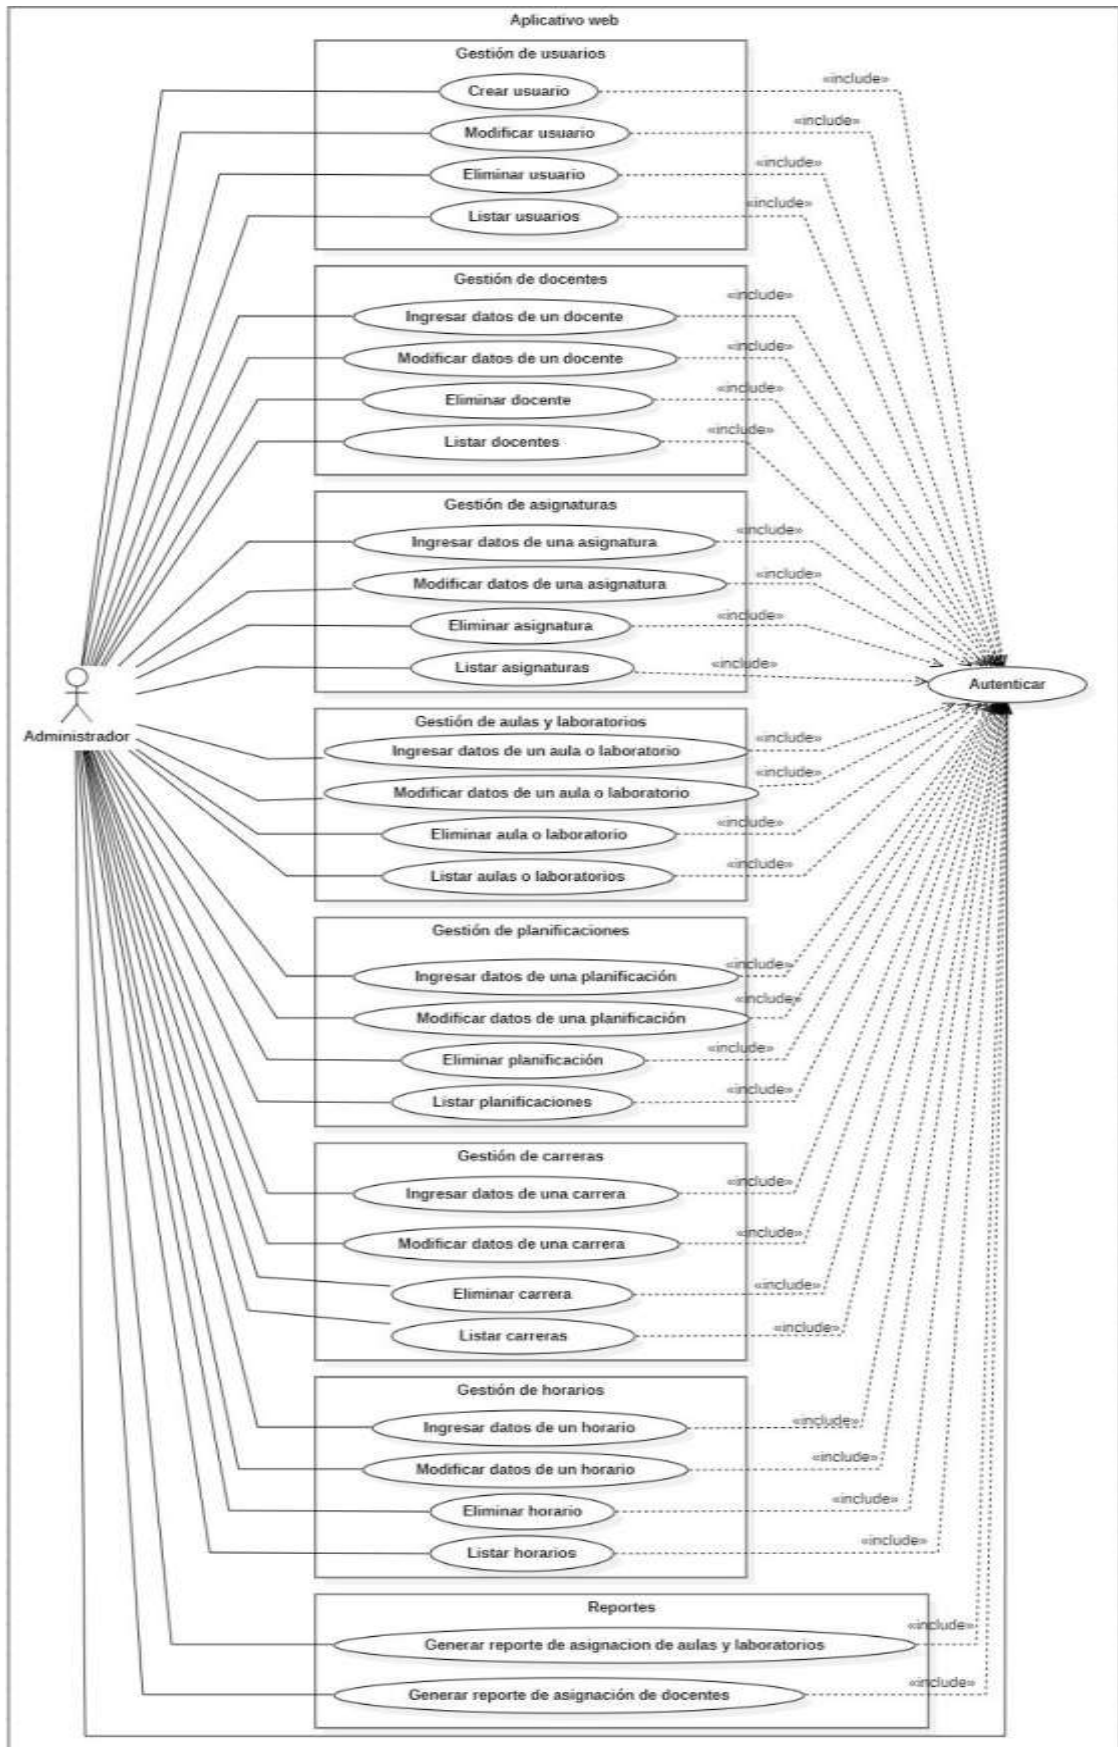 Aplicativo web
Gestión de usuarios
Crear usuario
«include»
Modificar usuario
«include»
Eliminar usuario
«include»
Listar usuarios
«include»
Gestión de docentes
Ingresar datos de un docente
«include»
Modificar datos de un docente
«include»
Eliminar docente
«include»
Listar docentes
«include»
Gestión de asignaturas
Ingresar datos de una asignatura
«include»
Modificar datos de una asignatura
«include»
Eliminar asignatura
«include»
Listar asignaturas
«include»
Autenticar
Administrador
Gestión de aulas y laboratorios
Ingresar datos de un aula o laboratorio
«include»
Modificar datos de un aula o laboratorio
«include»
Eliminar aula o laboratorio
«include»
Listar aulas o laboratorios
«include»
Gestión de planificaciones
Ingresar datos de una planificación
«include»
Modificar datos de una planificación
«include»
Eliminar planificación
«include»
Listar planificaciones
«include»
Gestión de carreras
Ingresar datos de una carrera
«include»
Modificar datos de una carrera
«include»
Eliminar carrera
«include»
Listar carreras
«include»
Gestión de horarios
Ingresar datos de un horario
«include»
Modificar datos de un horario
«include»
Eliminar horario
«include»
Listar horarios
«include»
Reportes
Generar reporte de asignacion de aulas y laboratorios
«include»
Generar reporte de asignación de docentes
«include»